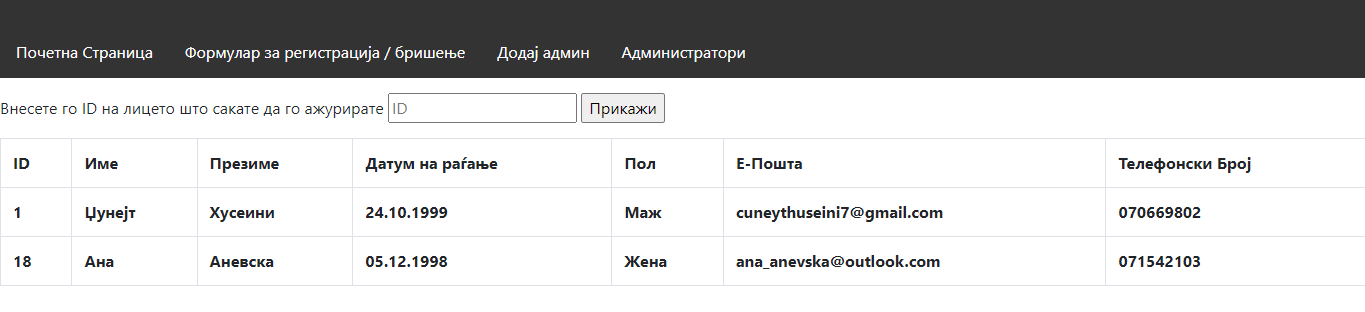 Почетна Страница Формулар за регистрација / бришење Додај админ Администратори
Внесете го ID на лицето што сакате да го ажурирате ID Прикажи
ID Име Презиме Датум на раѓање Пол Е-Пошта Телефонски Број
1 Џунејт Хусеини 24.10.1999 Маж cuneythuseini7@gmail.com 070669802
18 Ана Аневска 05.12.1998 Жена ana_anevska@outlook.com 071542103